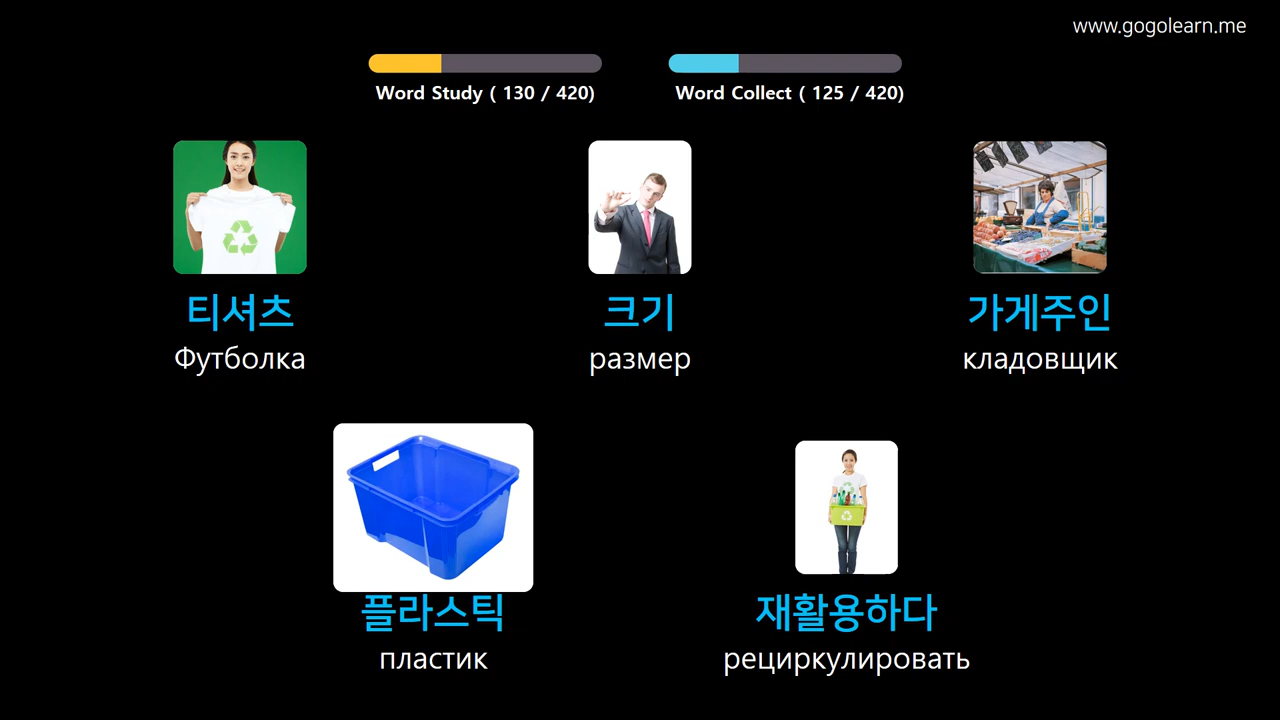 www.gogolearn.me
Word Study ( 130 / 420)
Word Collect ( 125 / 420)
티셔츠
Футболка
크기
размер
가게주인
кладовщик
플라스틱
пластик
재활용하다
рециркулировать